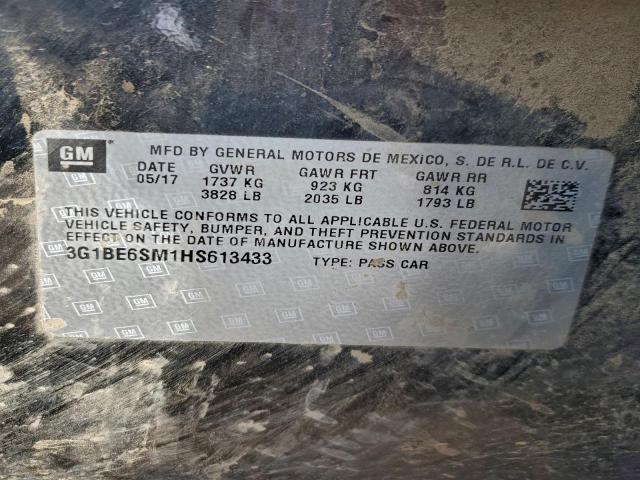 GM
MFD BY GENERAL MOTORS DE MEXICO, S. DE R.L. DE C.V.
DATE GVWR GAWR FRT GAWR RR
05/17 1737 KG 923 KG 814 KG
3828 LB 2035 LB 1793 LB
THIS VEHICLE CONFORMS TO ALL APPLICABLE U.S. FEDERAL MOTOR
VEHICLE SAFETY, BUMPER, AND THEFT PREVENTION STANDARDS IN
EFFECT ON THE DATE OF MANUFACTURE SHOWN ABOVE.
3G1BE6SM1HS613433 TYPE: PASS CAR